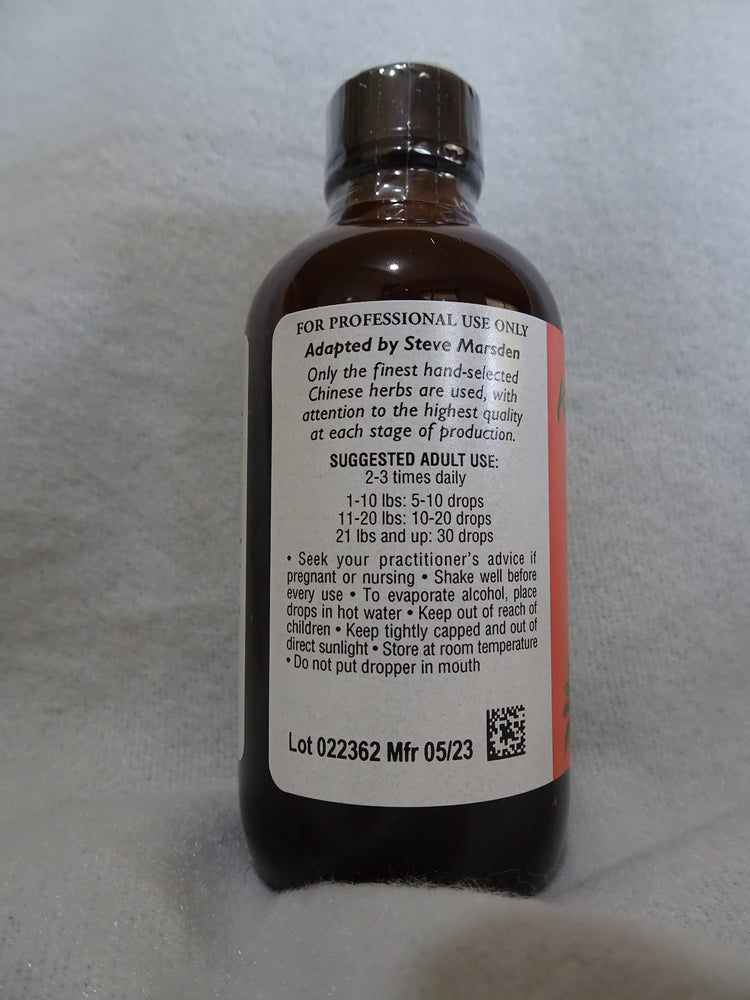 FOR PROFESSIONAL USE ONLY
Adapted by Steve Marsden
Only the finest hand-selected
Chinese herbs are used, with
attention to the highest quality
at each stage of production.
SUGGESTED ADULT USE:
2-3 times daily
1-10 lbs: 5-10 drops
11-20 lbs: 10-20 drops
21 lbs and up: 30 drops
• Seek your practitioner's advice if
pregnant or nursing • Shake well before
every use • To evaporate alcohol, place
drops in hot water • Keep out of reach of
children • Keep tightly capped and out of
direct sunlight • Store at room temperature
• Do not put dropper in mouth
Lot 022362 Mfr 05/23